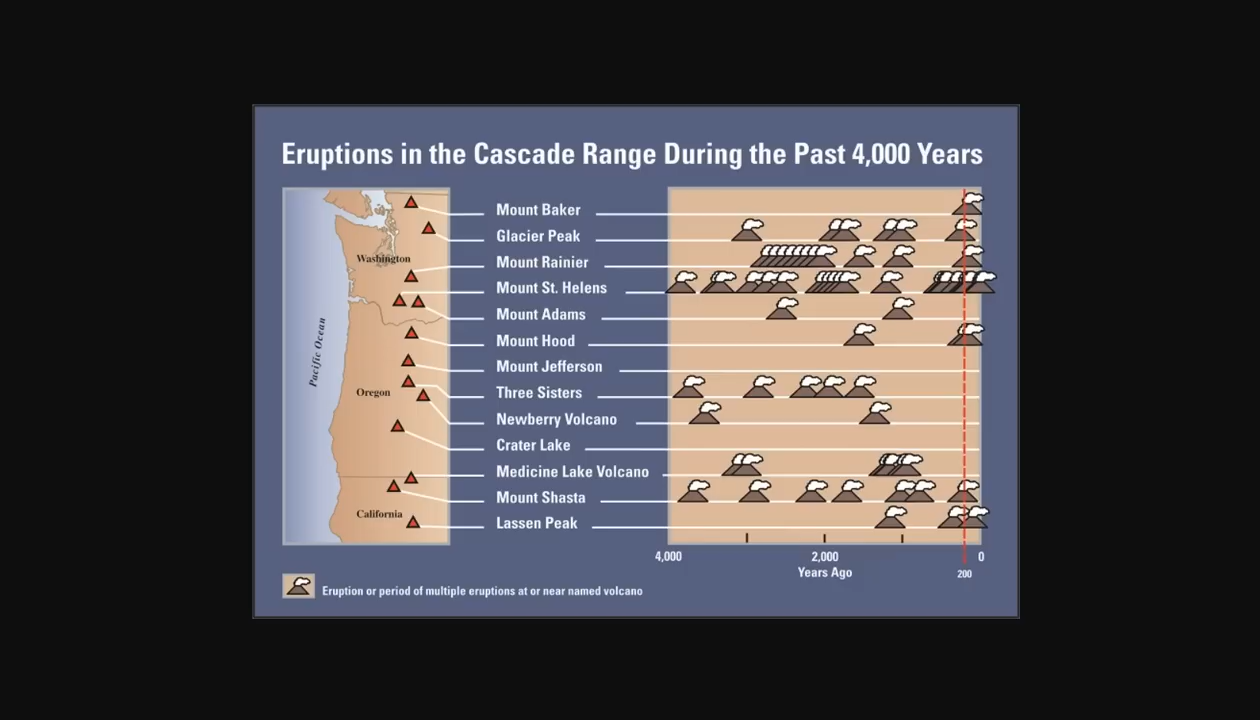 Eruptions in the Cascade Range During the Past 4,000 Years
Washington
Oregon
California
Pacific Ocean
Mount Baker
Glacier Peak
Mount Rainier
Mount St. Helens
Mount Adams
Mount Hood
Mount Jefferson
Three Sisters
Newberry Volcano
Crater Lake
Medicine Lake Volcano
Mount Shasta
Lassen Peak
4,000
2,000
0
Years Ago
200
Eruption or period of multiple eruptions at or near named volcano